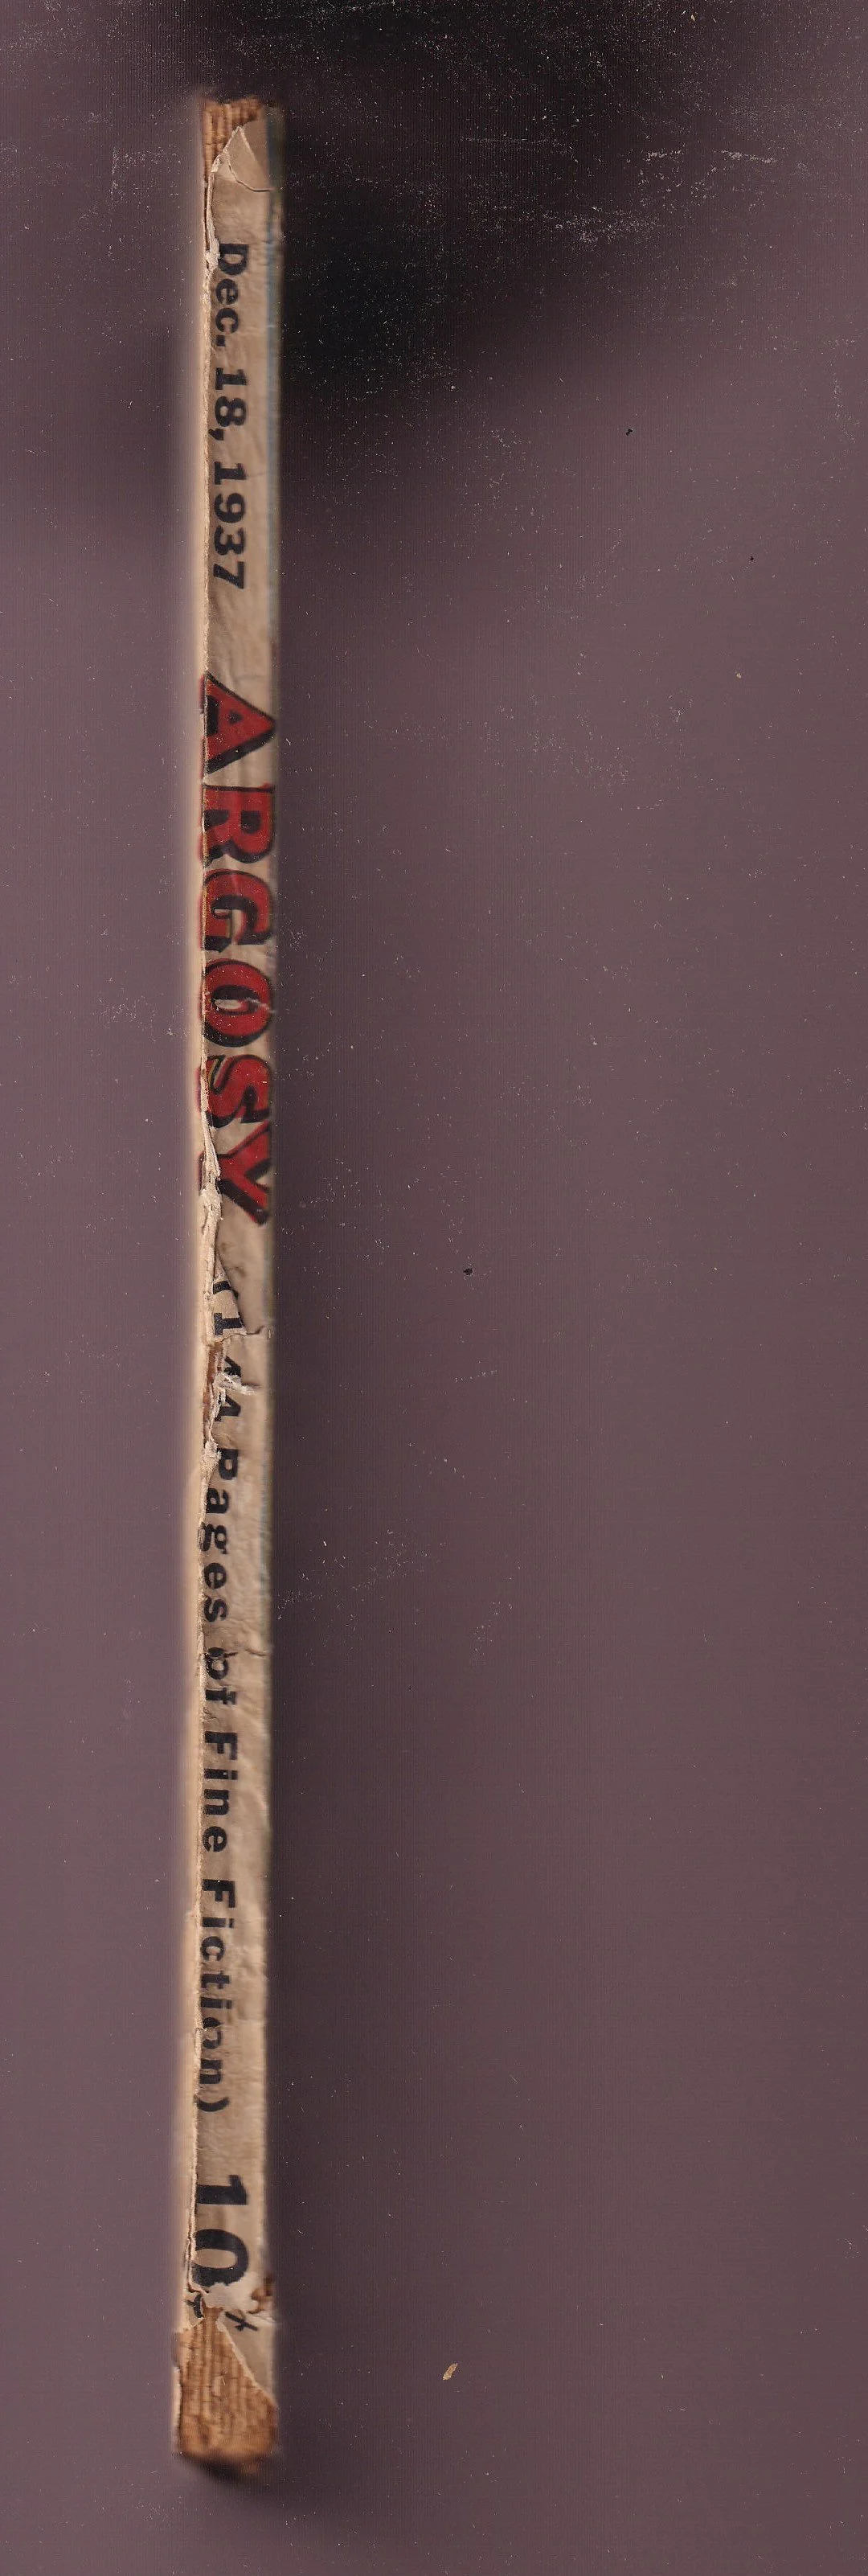 Dec. 18, 1937 ARGOSY (144 Pages of Fine Fiction) 10¢